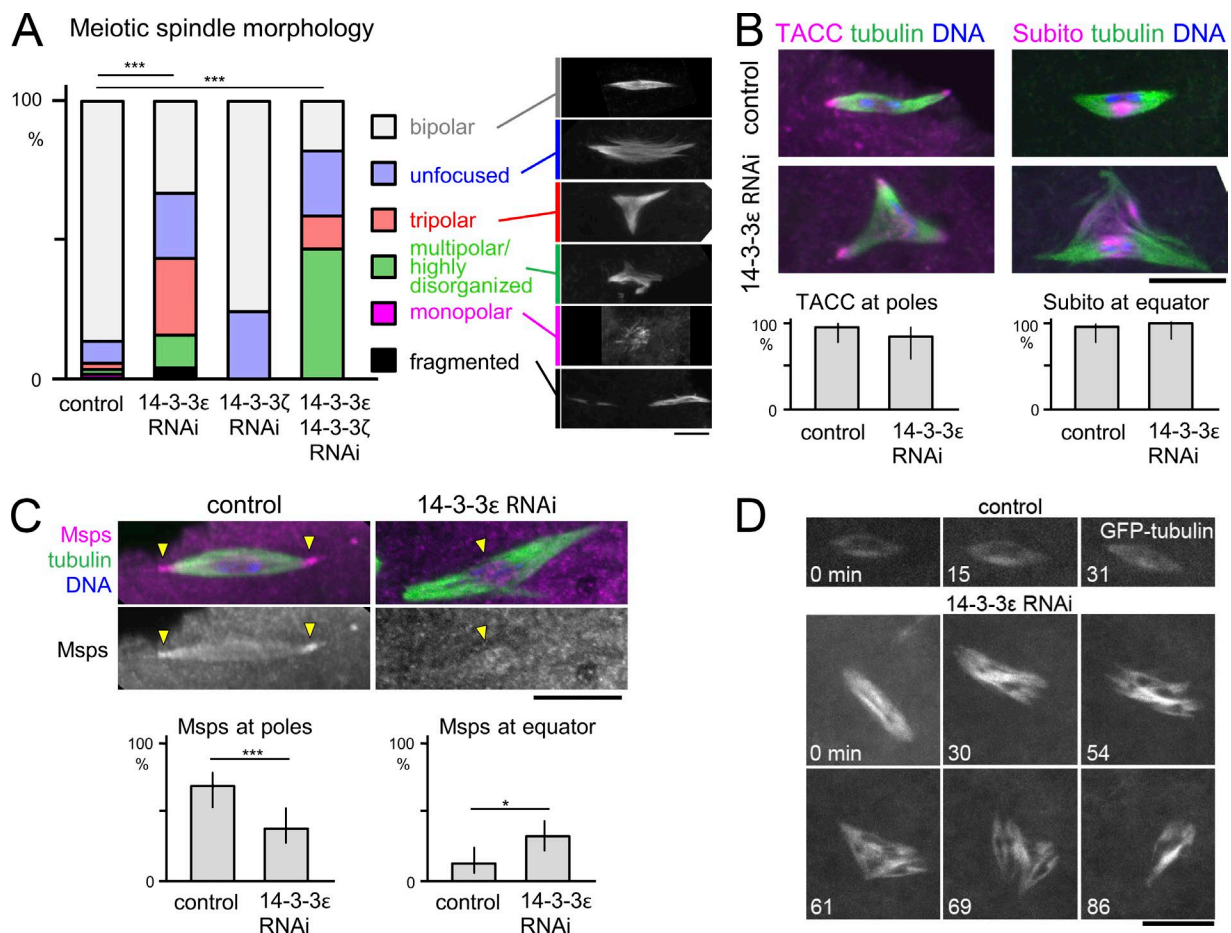 A
Meiotic spindle morphology
***
***
100
%
0
control
14-3-3ε
RNAi
14-3-3ζ
RNAi
14-3-3ε
14-3-3ζ
RNAi
bipolar
unfocused
tripolar
multipolar/
highly
disorganized
monopolar
fragmented
B
TACC tubulin DNA
Subito tubulin DNA
control
14-3-3ε RNAi
TACC at poles
100
%
0
control
14-3-3ε
RNAi
Subito at equator
100
%
0
control
14-3-3ε
RNAi
C
control
14-3-3ε RNAi
Msps
tubulin
DNA
Msps
Msps at poles
100
%
0
***
control
14-3-3ε
RNAi
Msps at equator
100
%
0
*
control
14-3-3ε
RNAi
D
control
GFP-tubulin
0 min
15
31
14-3-3ε RNAi
0 min
30
54
61
69
86